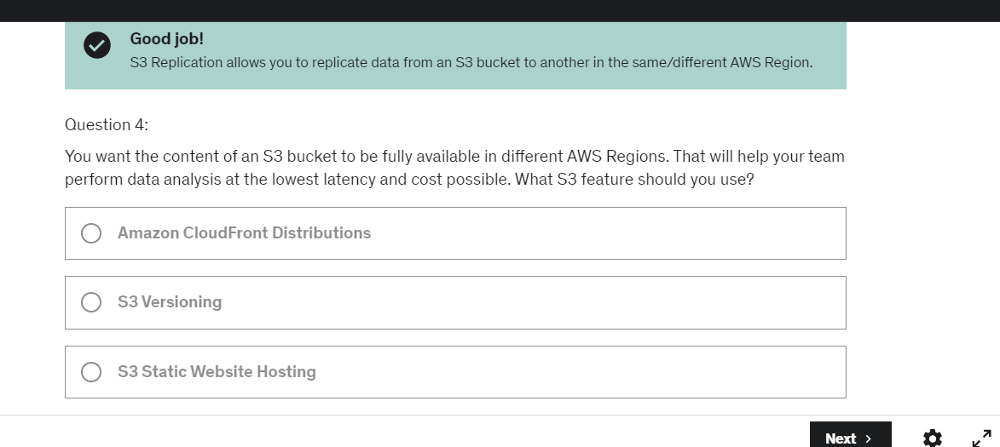 Good job!
S3 Replication allows you to replicate data from an S3 bucket to another in the same/different AWS Region.
Question 4:
You want the content of an S3 bucket to be fully available in different AWS Regions. That will help your team
perform data analysis at the lowest latency and cost possible. What S3 feature should you use?
Amazon CloudFront Distributions
S3 Versioning
S3 Static Website Hosting
Next